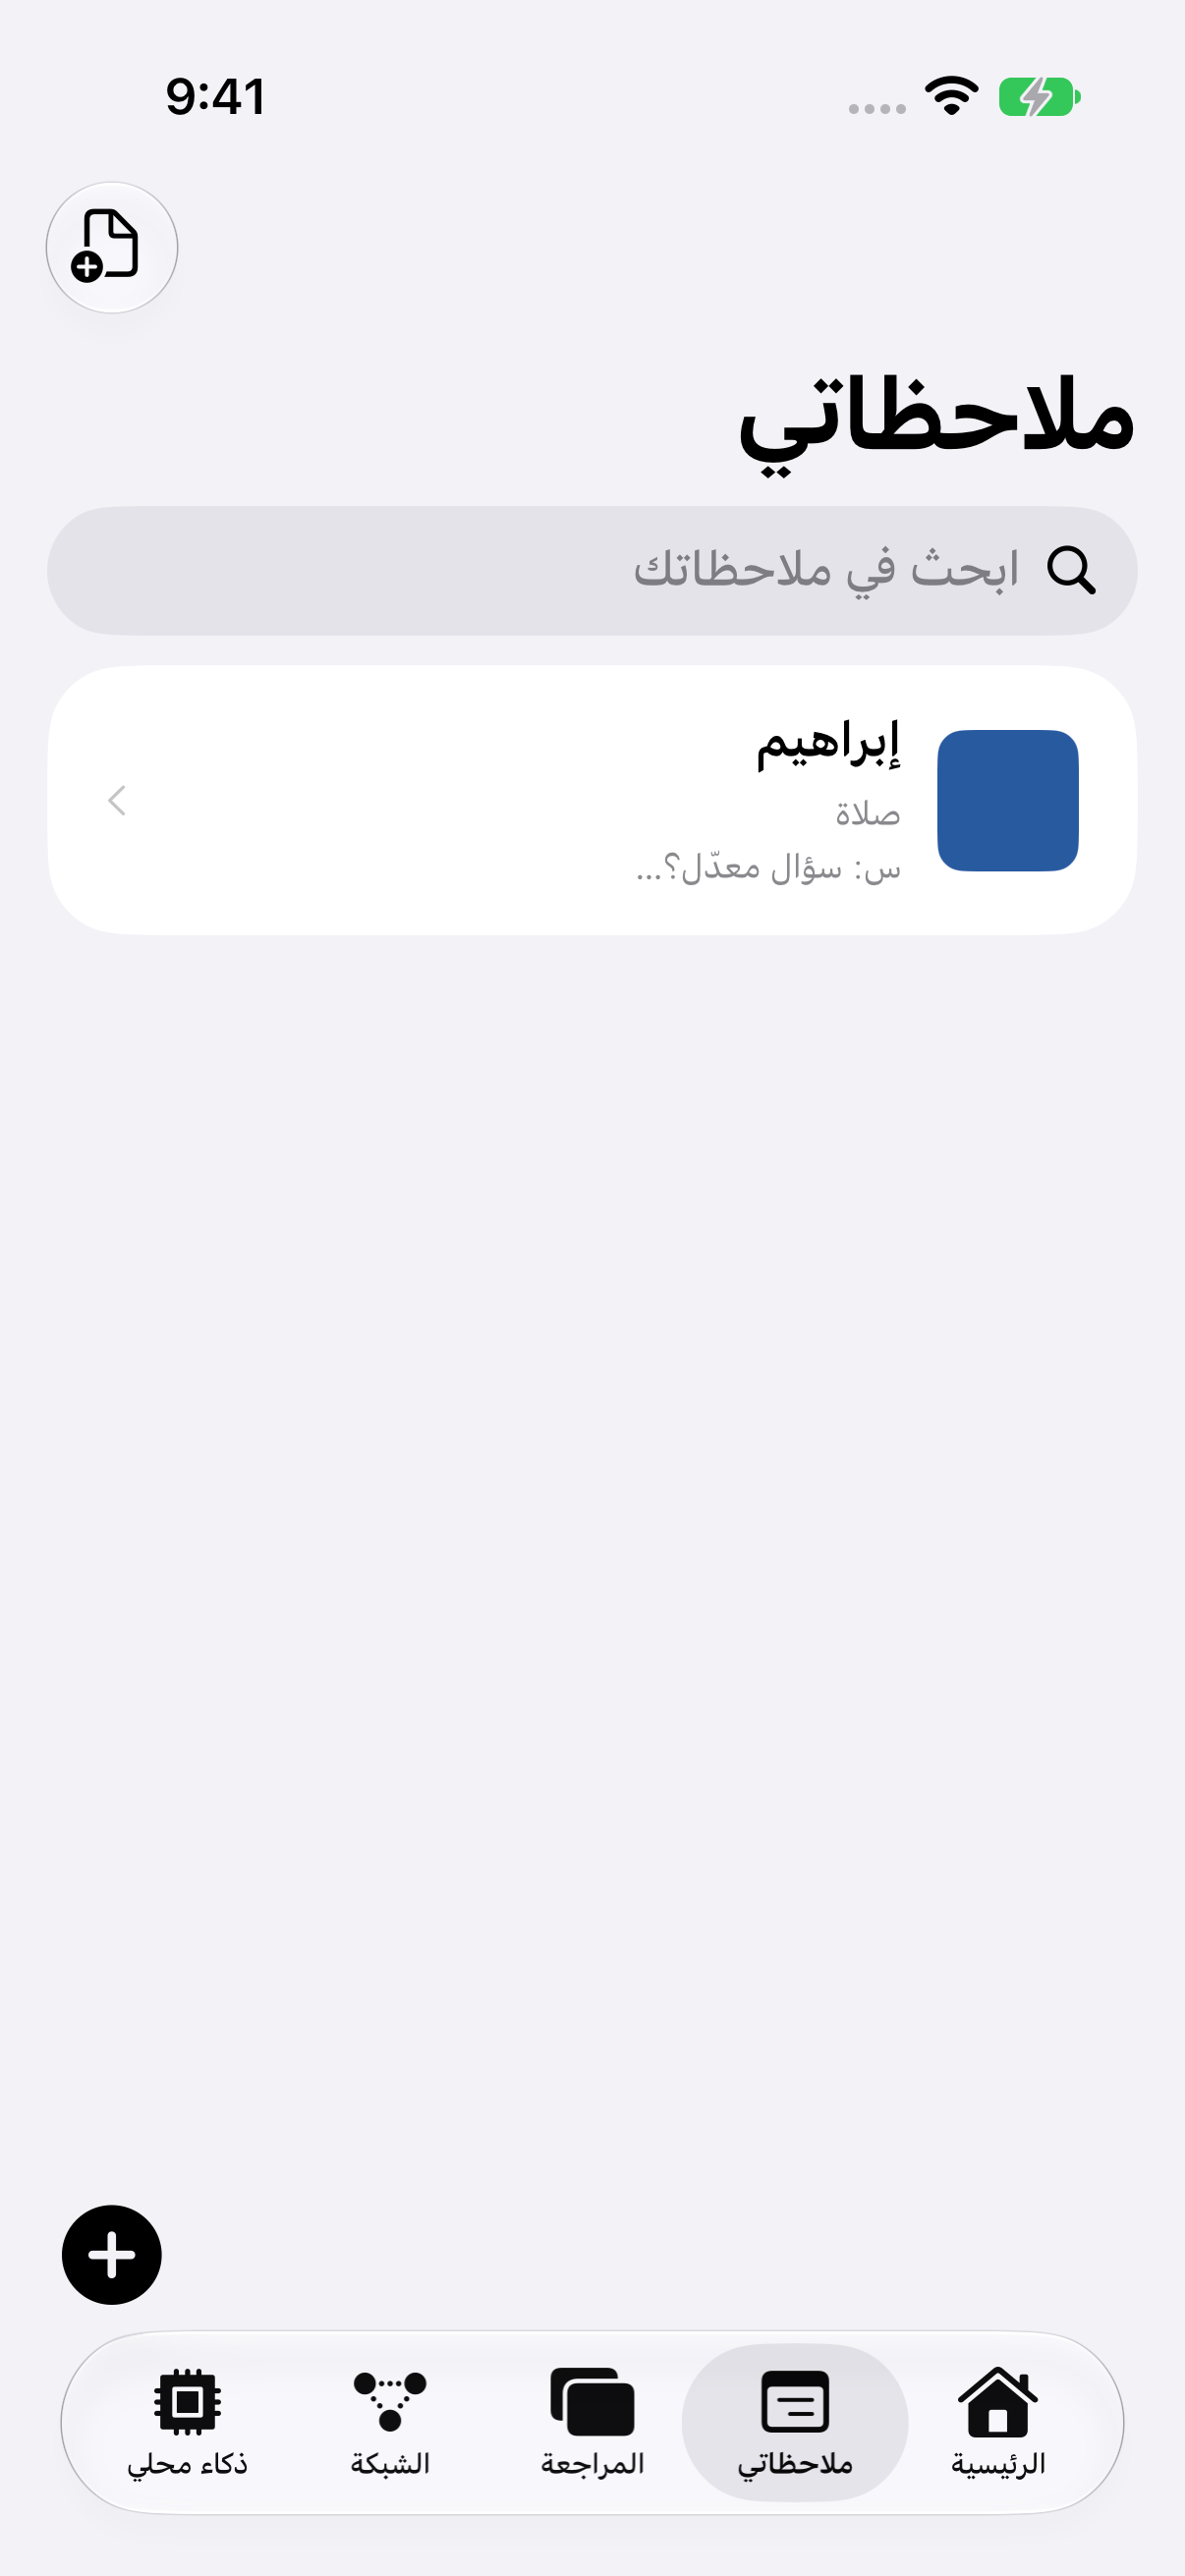 9:41
ملاحظاتي
ابحث في ملاحظاتك
إبراهيم
صلاة
س: سؤال معدّل؟...
الرئيسية
ملاحظاتي
المراجعة
الشبكة
ذكاء محلي